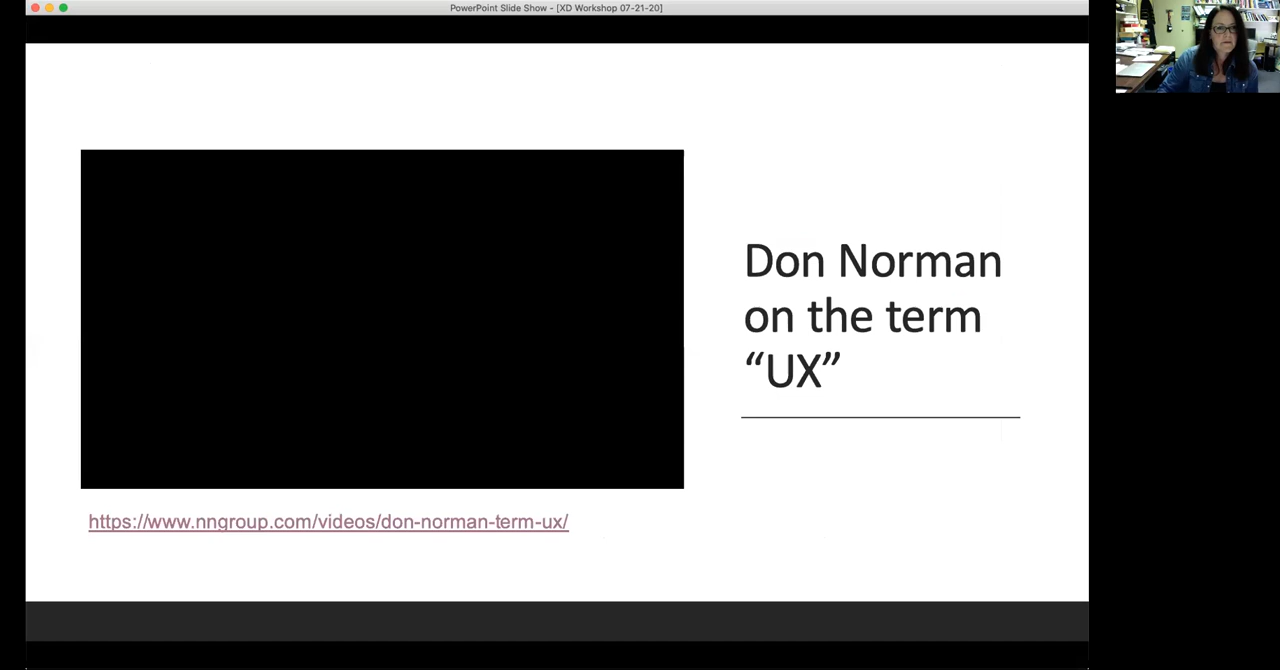 PowerPoint Slide Show - [XD Workshop 07-21-20]
Don Norman
on the term
“UX”
https://www.nngroup.com/videos/don-norman-term-ux/